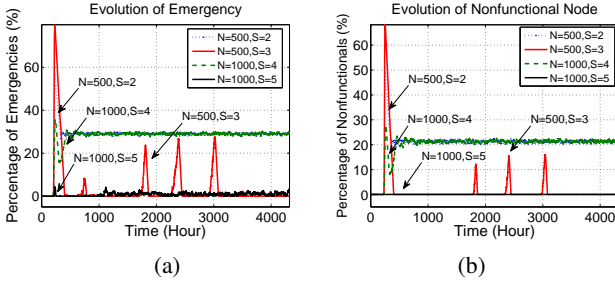 Evolution of Emergency
Percentage of Emergencies (%)
80
60
40
20
0
0 1000 2000 3000 4000
Time (Hour)
N=500,S=2
N=500,S=3
N=1000,S=4
N=1000,S=5
N=500,S=2
N=1000,S=4
N=500,S=3
N=1000,S=5
(a)
Evolution of Nonfunctional Node
Percentage of Nonfunctionals (%)
60
50
40
30
20
10
0
0 1000 2000 3000 4000
Time (Hour)
N=500,S=2
N=500,S=3
N=1000,S=4
N=1000,S=5
N=500,S=2
N=1000,S=4
N=500,S=3
N=1000,S=5
(b)